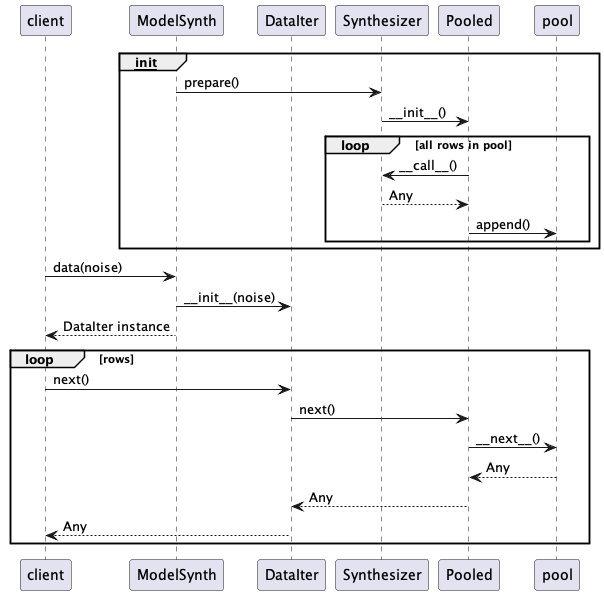 client ModelSynth DataIter Synthesizer Pooled pool
init
prepare()
__init__()
loop [all rows in pool]
__call__()
Any
append()
data(noise)
__init__(noise)
DataIter instance
loop [rows]
next()
next()
__next__()
Any
Any
Any
client ModelSynth DataIter Synthesizer Pooled pool